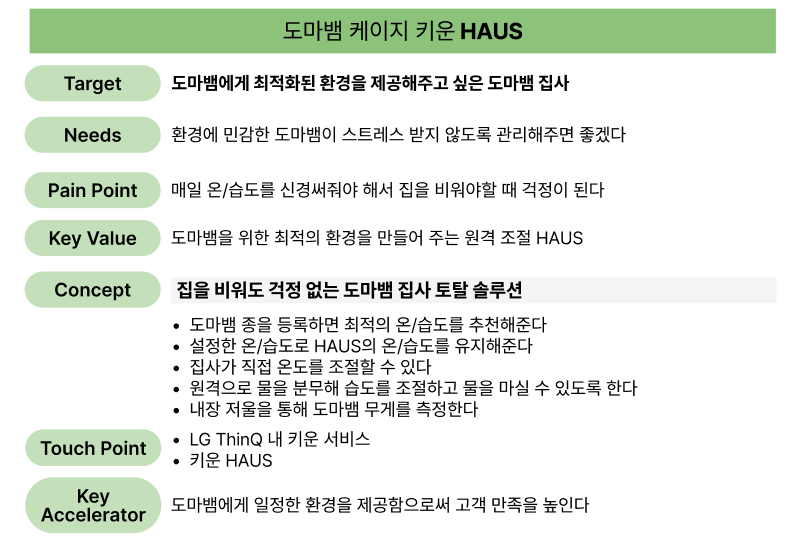 도마뱀 케이지 키운 HAUS
Target
도마뱀에게 최적화된 환경을 제공해주고 싶은 도마뱀 집사
Needs
환경에 민감한 도마뱀이 스트레스 받지 않도록 관리해주면 좋겠다
Pain Point
매일 온/습도를 신경써줘야 해서 집을 비워야할 때 걱정이 된다
Key Value
도마뱀을 위한 최적의 환경을 만들어 주는 원격 조절 HAUS
Concept
집을 비워도 걱정 없는 도마뱀 집사 토탈 솔루션
• 도마뱀 종을 등록하면 최적의 온/습도를 추천해준다
• 설정한 온/습도로 HAUS의 온/습도를 유지해준다
• 집사가 직접 온도를 조절할 수 있다
• 원격으로 물을 분무해 습도를 조절하고 물을 마실 수 있도록 한다
• 내장 저울을 통해 도마뱀 무게를 측정한다
Touch Point
• LG ThinQ 내 키운 서비스
• 키운 HAUS
Key
Accelerator
도마뱀에게 일정한 환경을 제공함으로써 고객 만족을 높인다